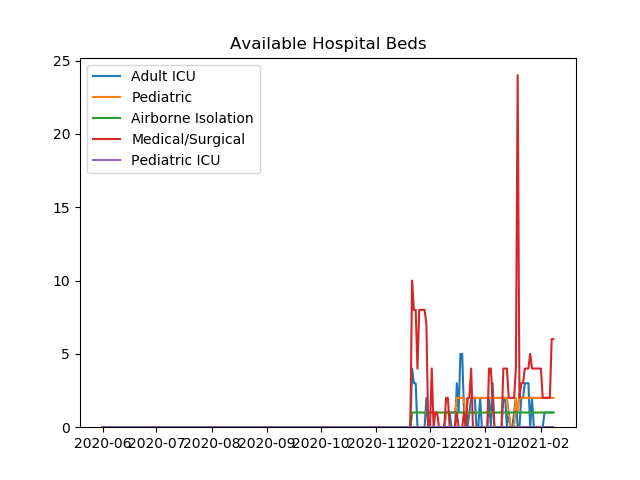 Available Hospital Beds
Adult ICU
Pediatric
Airborne Isolation
Medical/Surgical
Pediatric ICU
25
20
15
10
5
0
2020-06 2020-07 2020-08 2020-09 2020-10 2020-11 2020-12 2021-01 2021-02